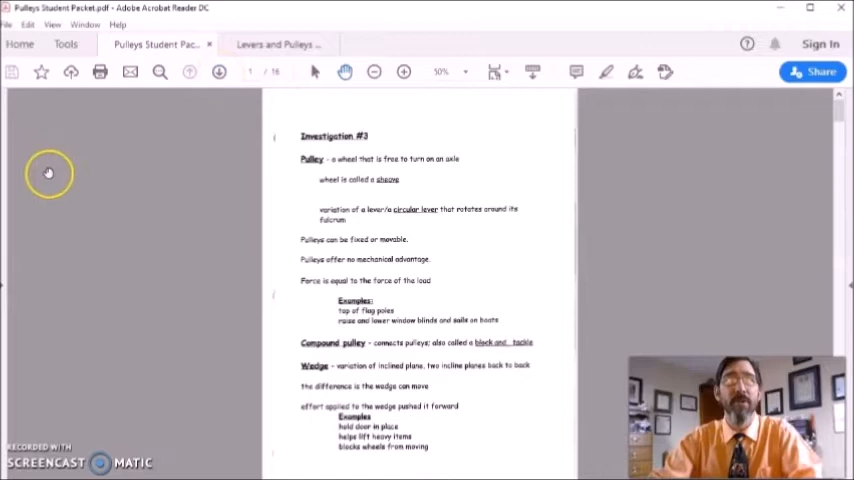 Pulleys Student Packet.pdf - Adobe Acrobat Reader DC
File Edit View Window Help
Home Tools Pulleys Student Pac... × Levers and Pulleys ... Sign In
1 / 16 50% Share
Investigation #3
Pulley - a wheel that is free to turn on an axle
wheel is called a sheave
variation of a lever/a circular lever that rotates around its
fulcrum
Pulleys can be fixed or movable.
Pulleys offer no mechanical advantage.
Force is equal to the force of the load
Examples:
top of flag poles
raise and lower window blinds and sails on boats
Compound pulley - connects pulleys; also called a block and tackle
Wedge - variation of inclined plane, two incline planes back to back
the difference is the wedge can move
effort applied to the wedge pushed it forward
Examples
hold door in place
helps lift heavy items
blocks wheels from moving
RECORDED WITH
SCREENCAST MATIC